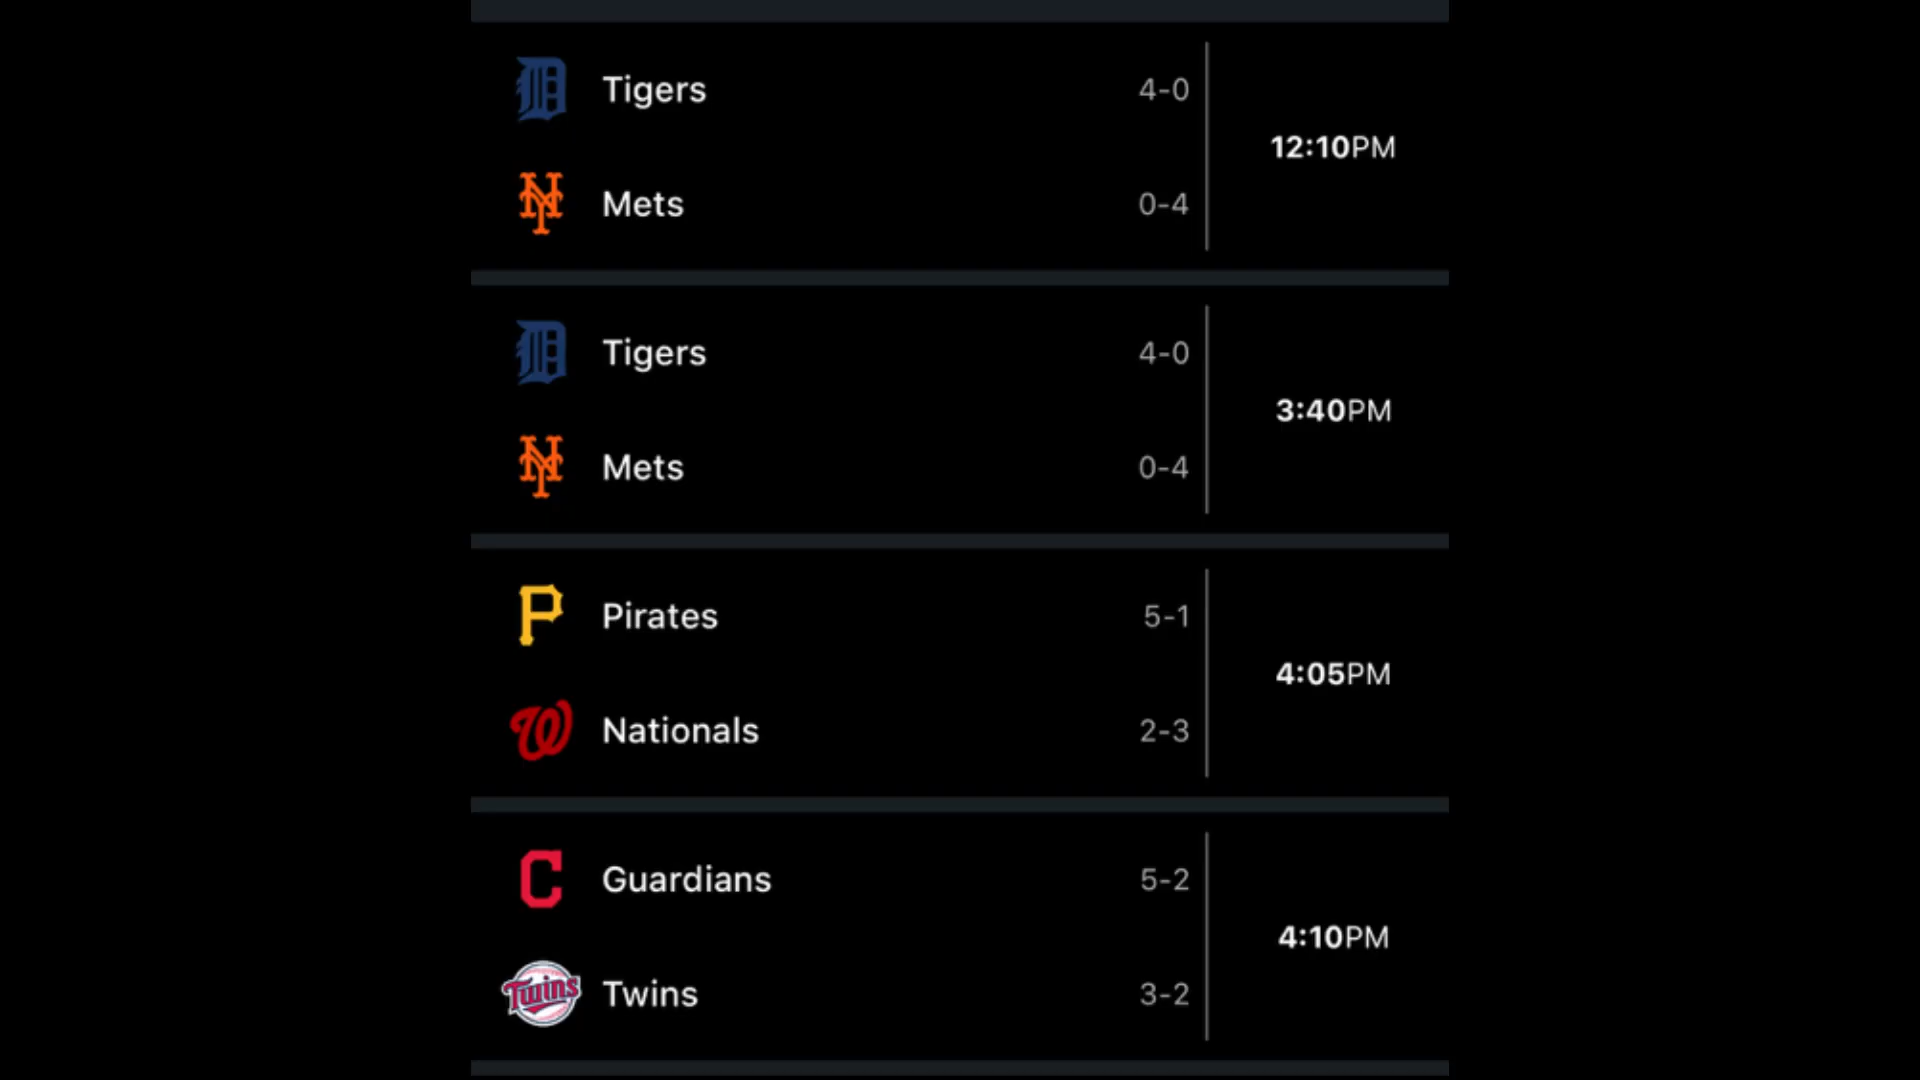 Tigers 4-0
12:10PM
Mets 0-4
Tigers 4-0
3:40PM
Mets 0-4
P
Pirates 5-1
4:05PM
W
Nationals 2-3
C
Guardians 5-2
4:10PM
Twins
Twins 3-2